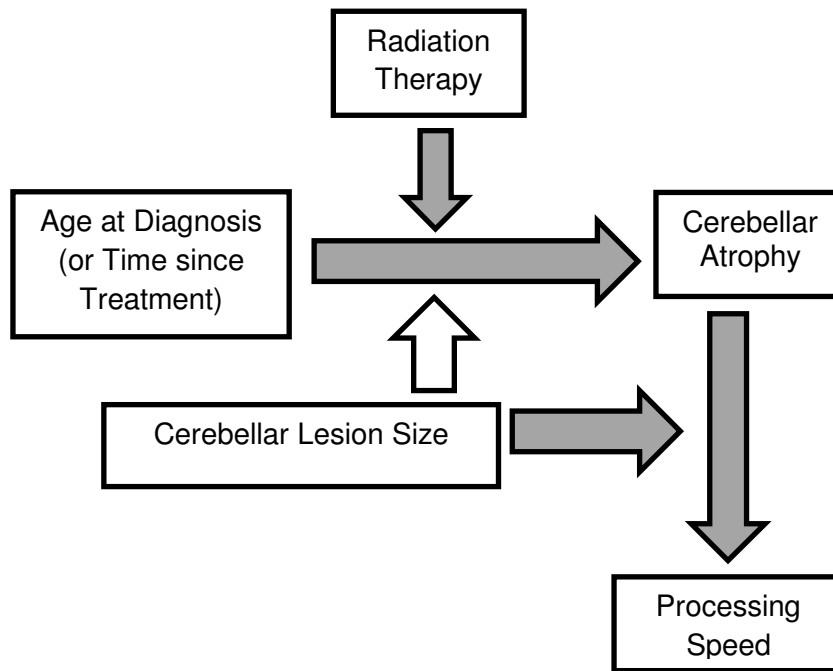 Radiation
Therapy
Age at Diagnosis
(or Time since
Treatment)
Cerebellar
Atrophy
Cerebellar Lesion Size
Processing
Speed